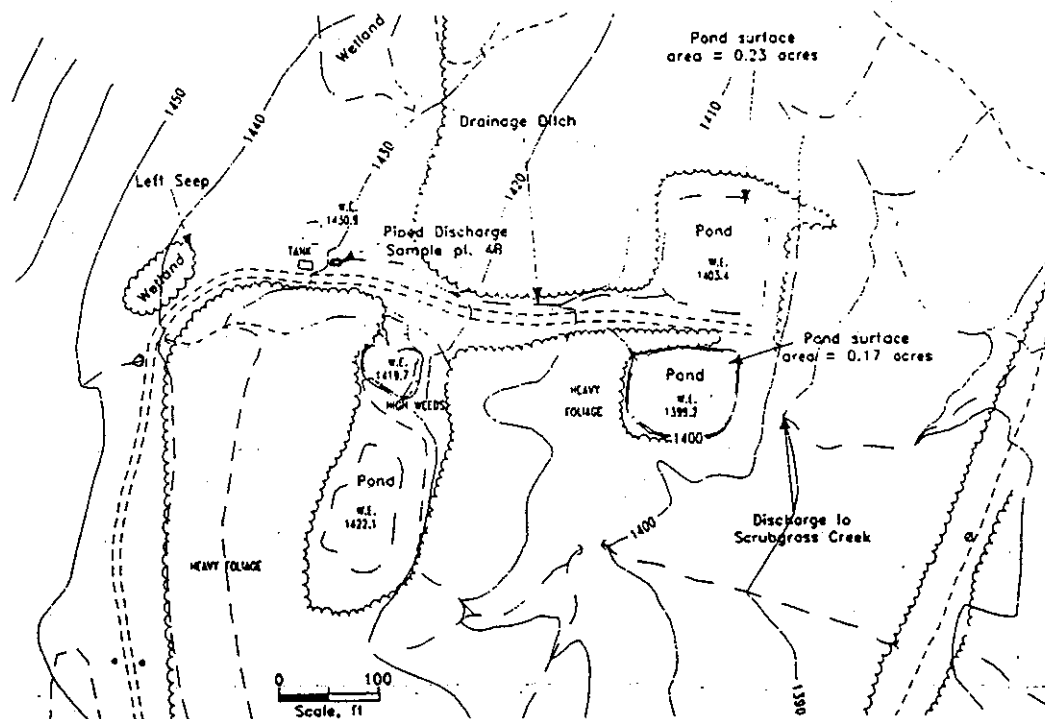 Wetland
Pond surface
area = 0.23 acres
1450
1440
1430
Drainage Ditch
1410
1420
Left Seep
W.E.
1430.9
TANK
Piped Discharge
Sample pt. 4B
Wetland
Pond
W.E.
1403.4
Pond surface
area = 0.17 acres
W.E.
1419.7
HIGH WEEDS
HEAVY
FOLIAGE
Pond
W.E.
1399.2
1400
Pond
W.E.
1422.1
1400
Discharge to
Scrubgrass Creek
HEAVY FOLIAGE
1390
0
100
Scale, ft